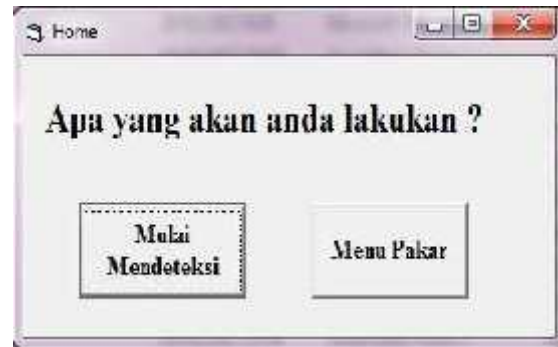 Home
Apa yang akan anda lakukan ?
Mulai
Mendeteksi
Menu Pakar